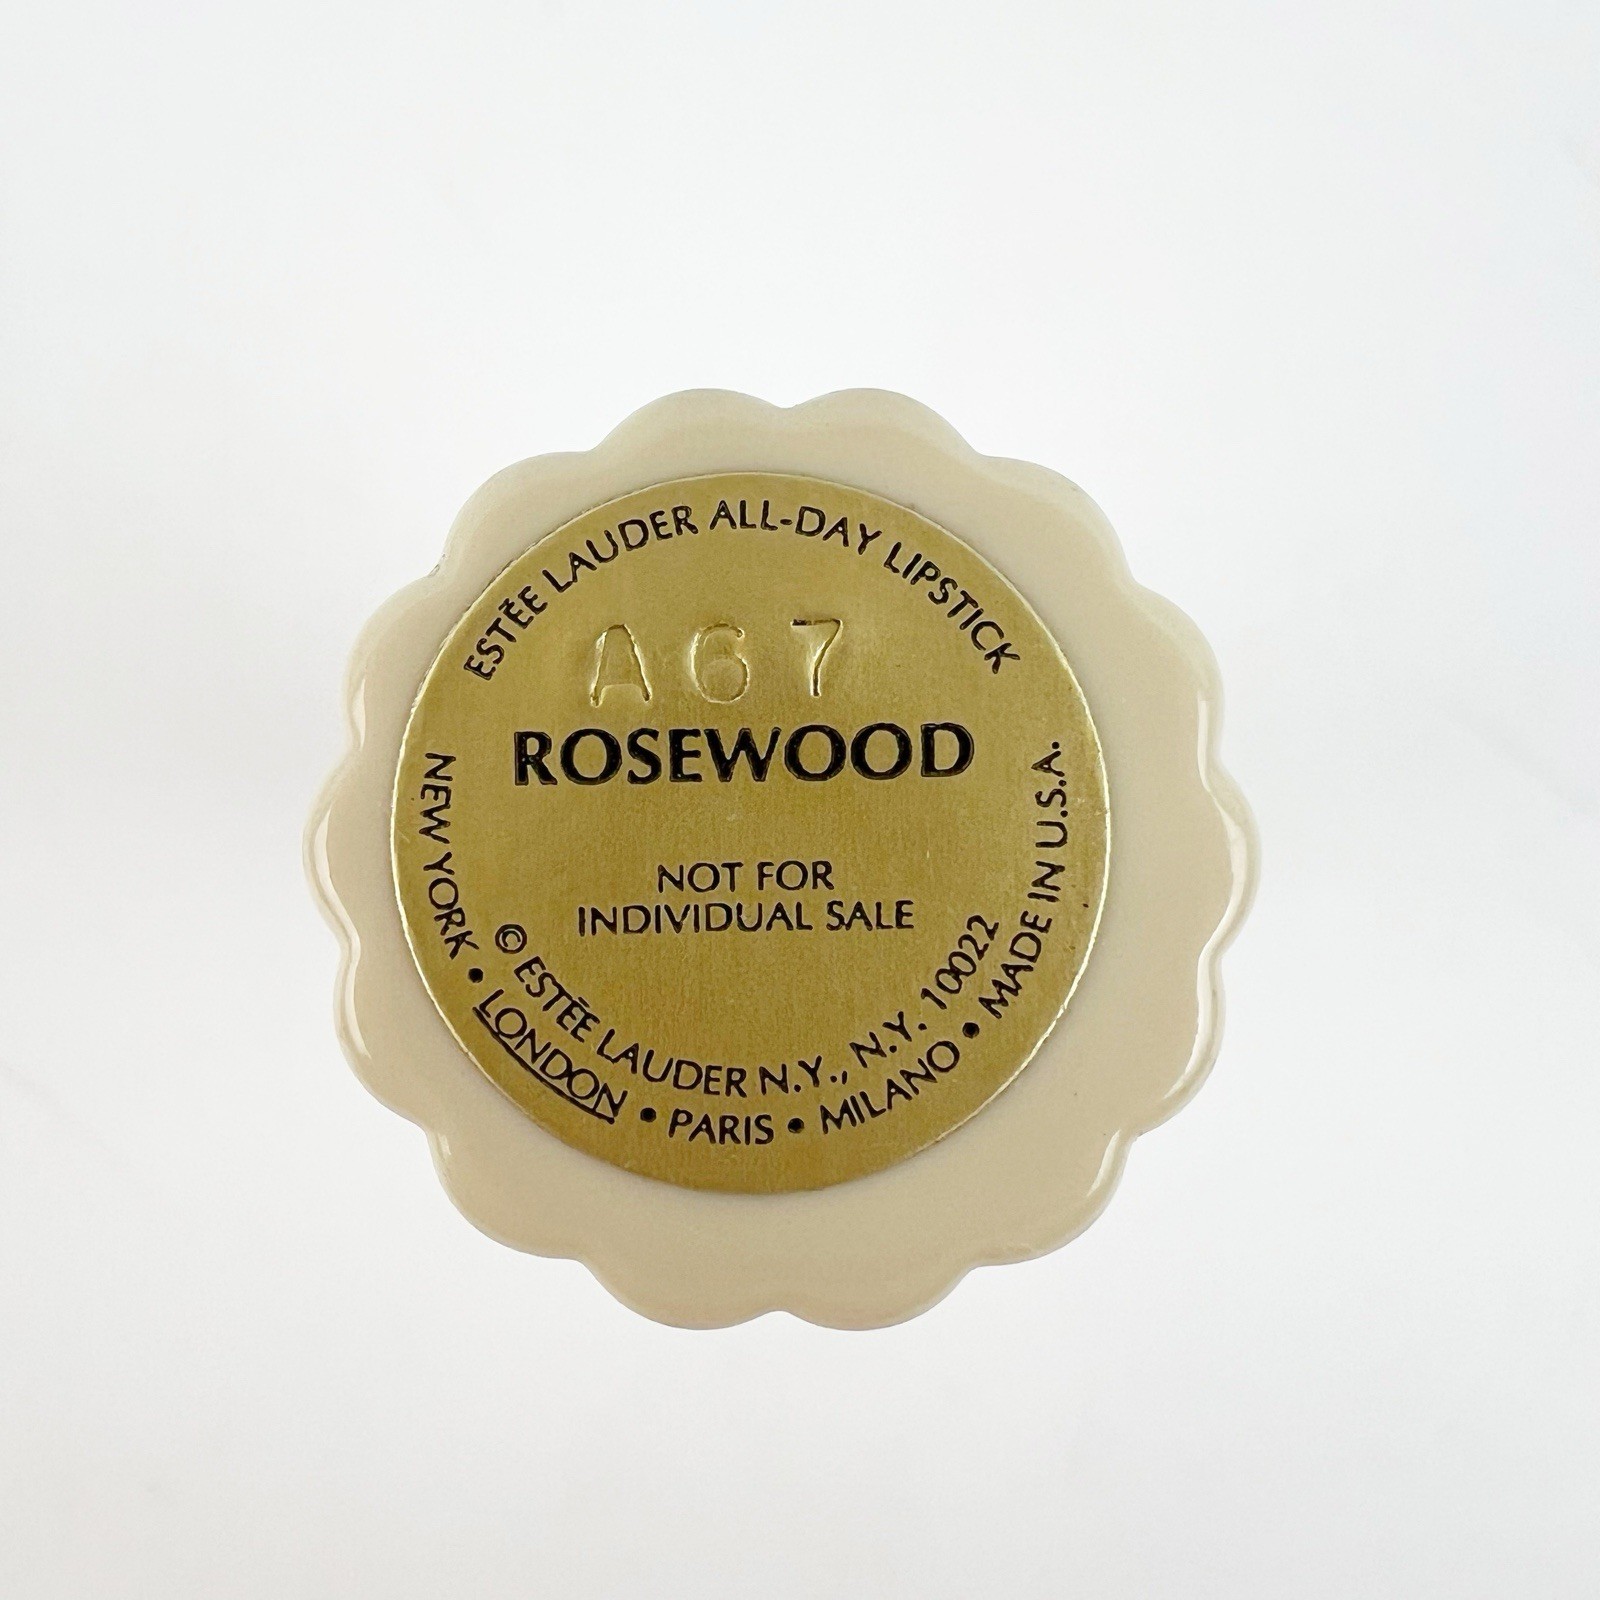 ESTÉE LAUDER ALL-DAY LIPSTICK
A67
ROSEWOOD
NOT FOR
INDIVIDUAL SALE
© ESTÉE LAUDER N.Y., N.Y. 10022
NEW YORK • LONDON • PARIS • MILANO • MADE IN U.S.A.